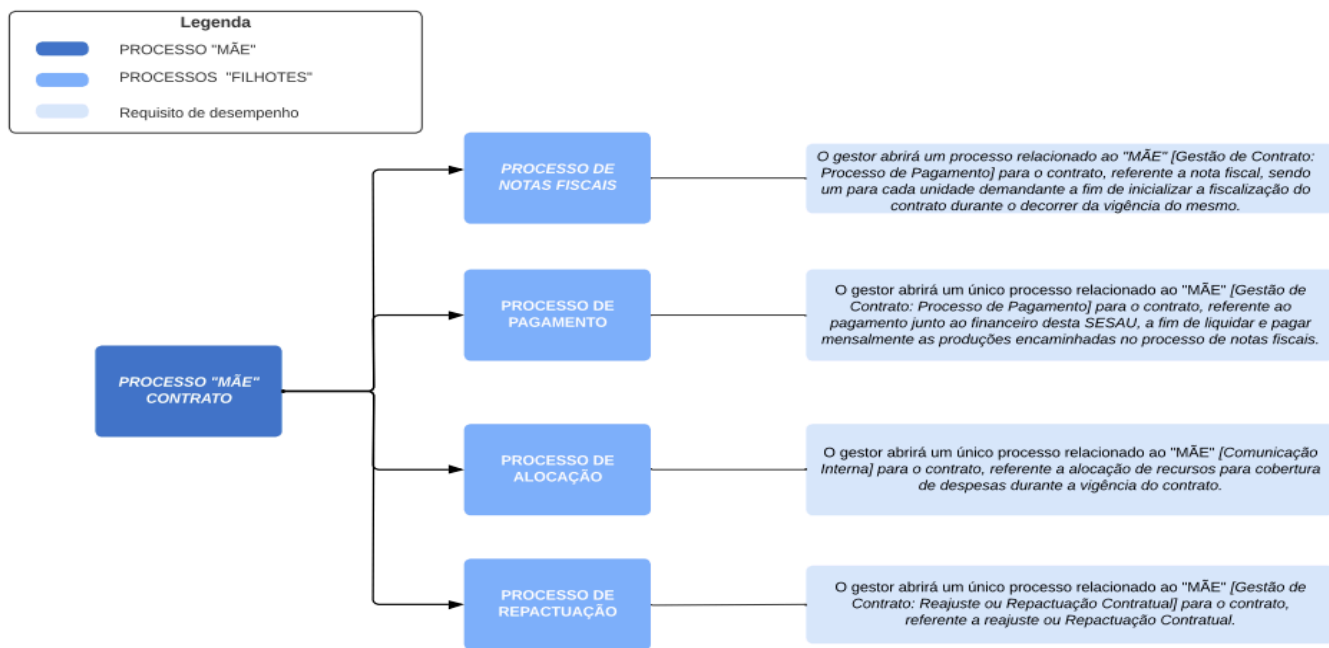 Legenda
PROCESSO "MÃE"
PROCESSOS "FILHOTES"
Requisito de desempenho
PROCESSO "MÃE"
CONTRATO
PROCESSO DE
NOTAS FISCAIS
O gestor abrirá um processo relacionado ao "MÃE" [Gestão de Contrato:
Processo de Pagamento] para o contrato, referente a nota fiscal, sendo
um para cada unidade demandante a fim de inicializar a fiscalização do
contrato durante o decorrer da vigência do mesmo.
PROCESSO DE
PAGAMENTO
O gestor abrirá um único processo relacionado ao "MÃE" [Gestão de
Contrato: Processo de Pagamento] para o contrato, referente ao
pagamento junto ao financeiro desta SESAU, a fim de liquidar e pagar
mensalmente as produções encaminhadas no processo de notas fiscais.
PROCESSO DE
ALOCAÇÃO
O gestor abrirá um único processo relacionado ao "MÃE" [Comunicação
Interna] para o contrato, referente a alocação de recursos para cobertura
de despesas durante a vigência do contrato.
PROCESSO DE
REPACTUAÇÃO
O gestor abrirá um único processo relacionado ao "MÃE" [Gestão de
Contrato: Reajuste ou Repactuação Contratual] para o contrato,
referente a reajuste ou Repactuação Contratual.